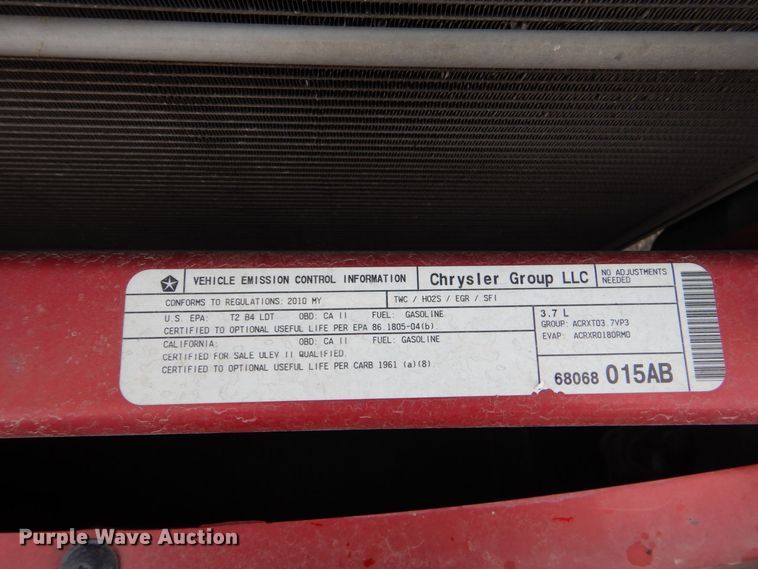 VEHICLE EMISSION CONTROL INFORMATION
Chrysler Group LLC
NO ADJUSTMENTS
NEEDED
CONFORMS TO REGULATIONS: 2010 MY
TWC / HO2S / EGR / SFI
U.S. EPA: T2 B4 LDT OBD: CA II FUEL: GASOLINE
CERTIFIED TO OPTIONAL USEFUL LIFE PER EPA 86.1805-04(b)
CALIFORNIA: OBD: CA II FUEL: GASOLINE
CERTIFIED FOR SALE ULEV II QUALIFIED.
CERTIFIED TO OPTIONAL USEFUL LIFE PER CARB 1961 (a)(8)
3.7 L
GROUP: ACRXT03.7VP3
EVAP: ACRXR0180RM0
68068 015AB
Purple Wave Auction
PurpleWave.com